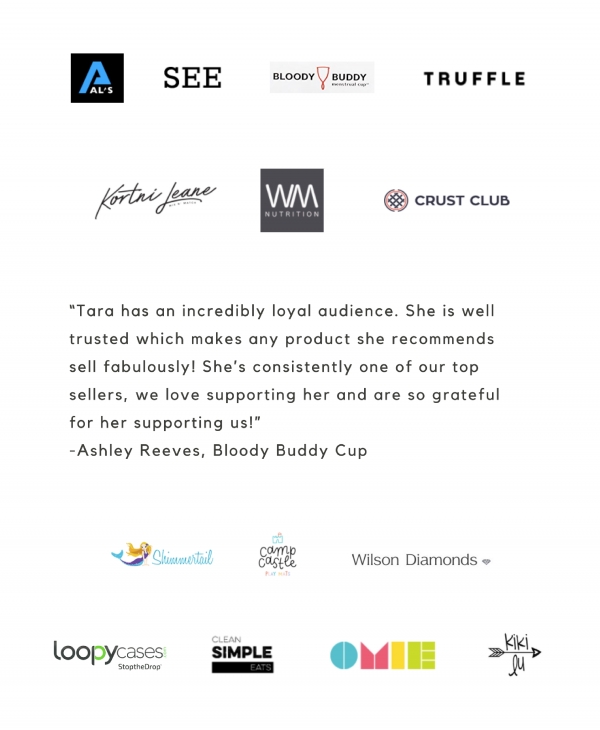 AL'S
SEE
BLOODY BUDDY
menstrual cup™
TRUFFLE
Kortni Jeane
WM
NUTRITION
CRUST CLUB
“Tara has an incredibly loyal audience. She is well
trusted which makes any product she recommends
sell fabulously! She's consistently one of our top
sellers, we love supporting her and are so grateful
for her supporting us!”
-Ashley Reeves, Bloody Buddy Cup
Shimmertail
camp
castle
PLAY MATS
Wilson Diamonds
loopycases
StoptheDrop
CLEAN
SIMPLE
EATS
OMIE
kiki
lu